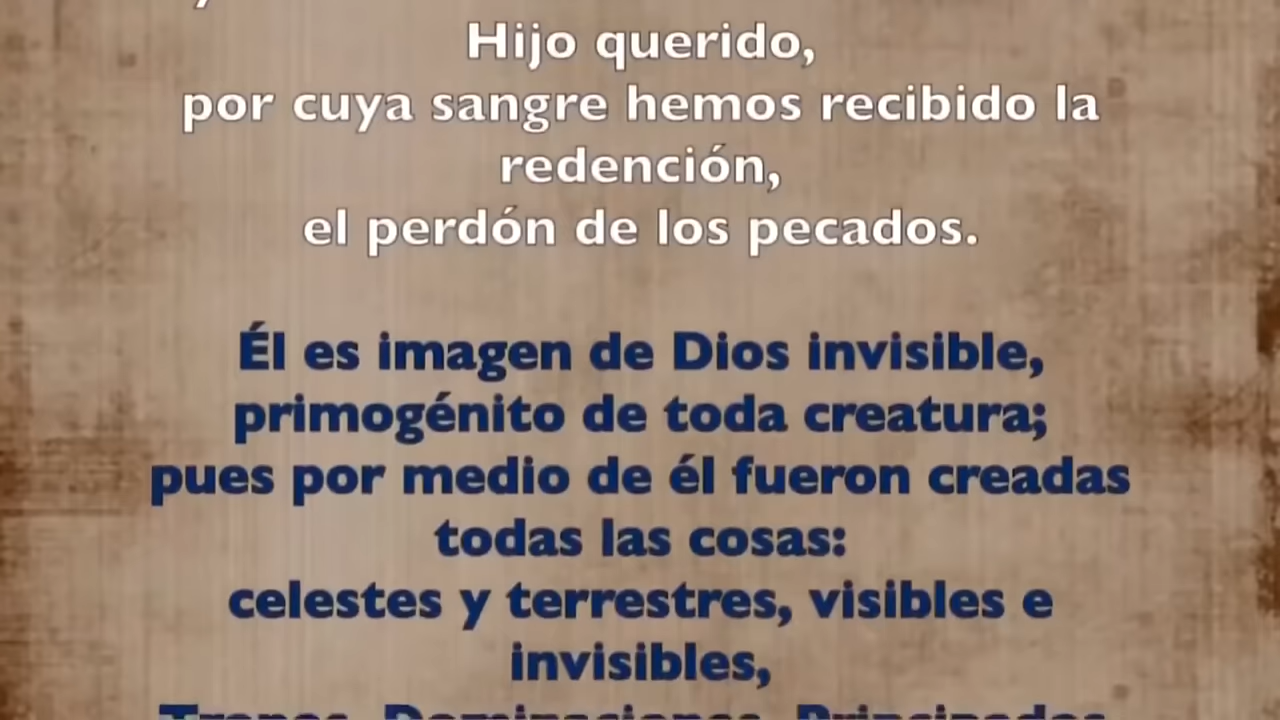 Hijo querido,
por cuya sangre hemos recibido la
redención,
el perdón de los pecados.
Él es imagen de Dios invisible,
primogénito de toda creatura;
pues por medio de él fueron creadas
todas las cosas:
celestes y terrestres, visibles e
invisibles,
Tronos, Dominaciones, Principados,